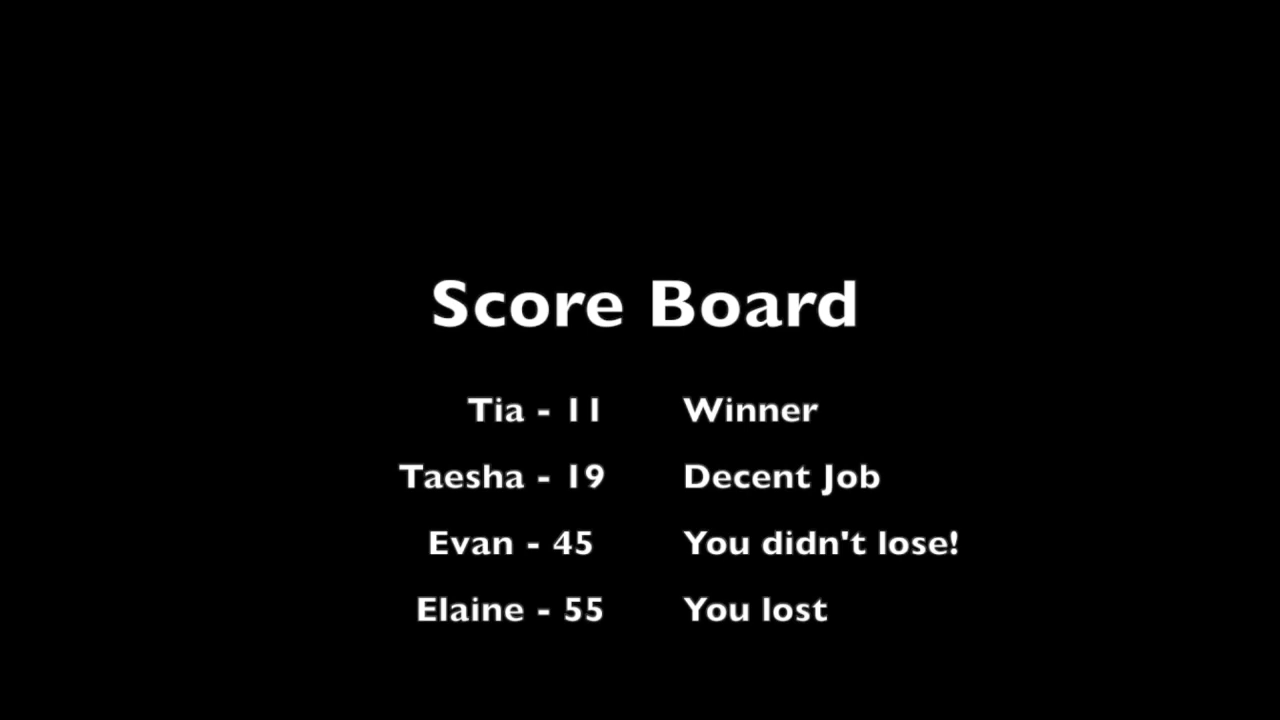 Score Board
Tia - 11 Winner
Taesha - 19 Decent Job
Evan - 45 You didn't lose!
Elaine - 55 You lost